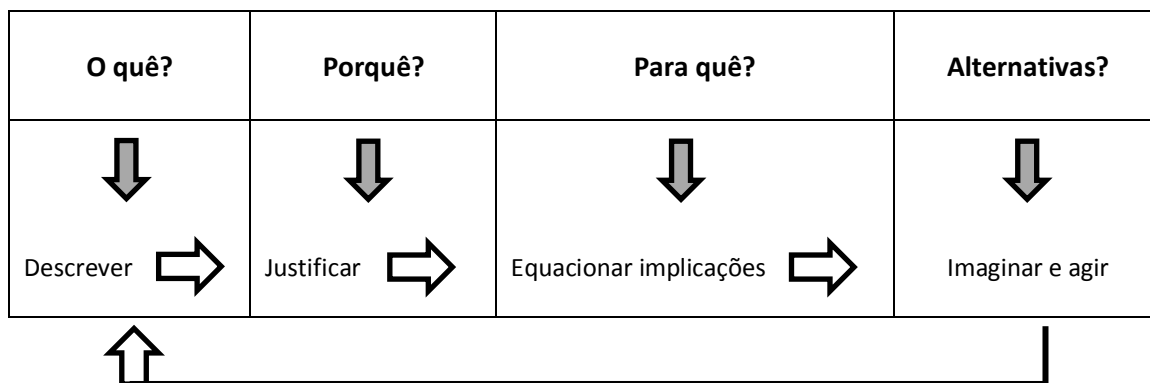 O quê?
Porquê?
Para quê?
Alternativas?
Descrever
Justificar
Equacionar implicações
Imaginar e agir